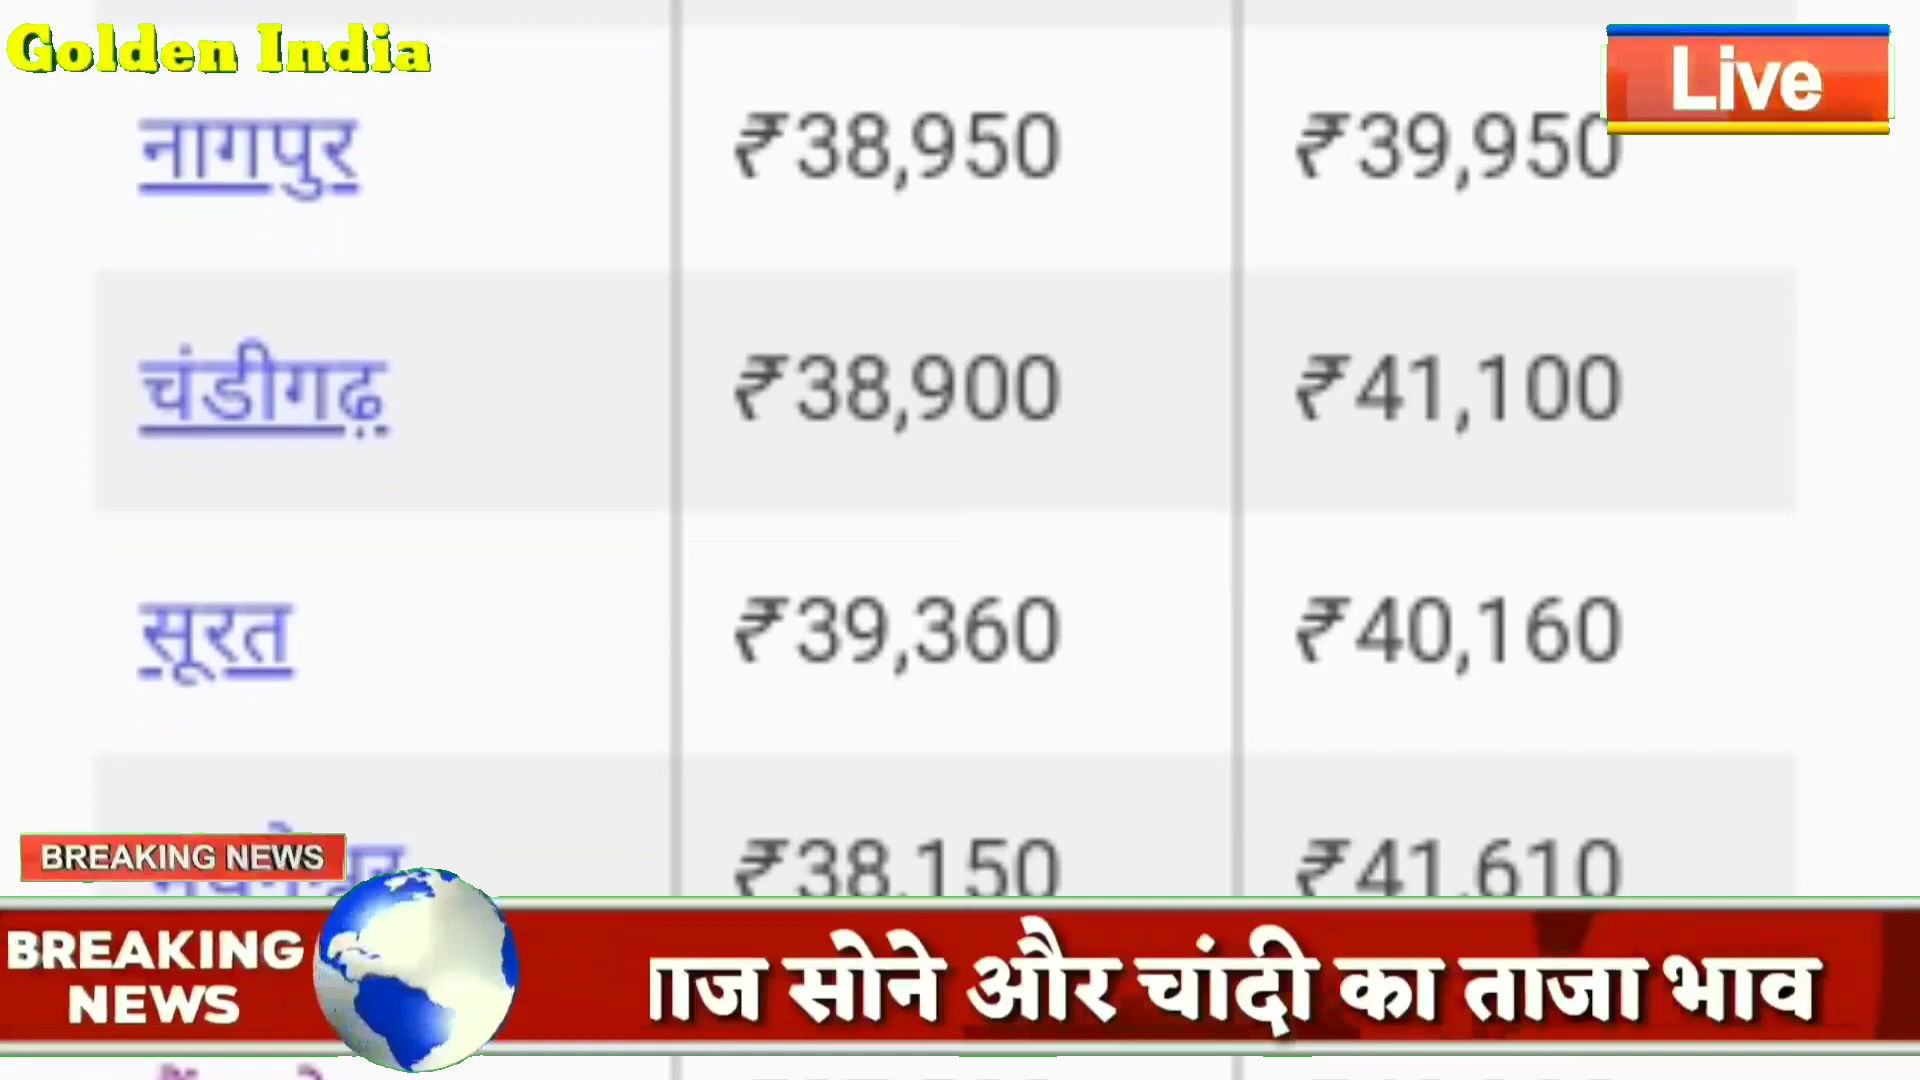 Golden India
Live
नागपुर ₹38,950 ₹39,950
चंडीगढ़ ₹38,900 ₹41,100
सूरत ₹39,360 ₹40,160
₹38,150 ₹41,610
BREAKING NEWS
BREAKING
NEWS
सोने और चांदी का ताजा भाव